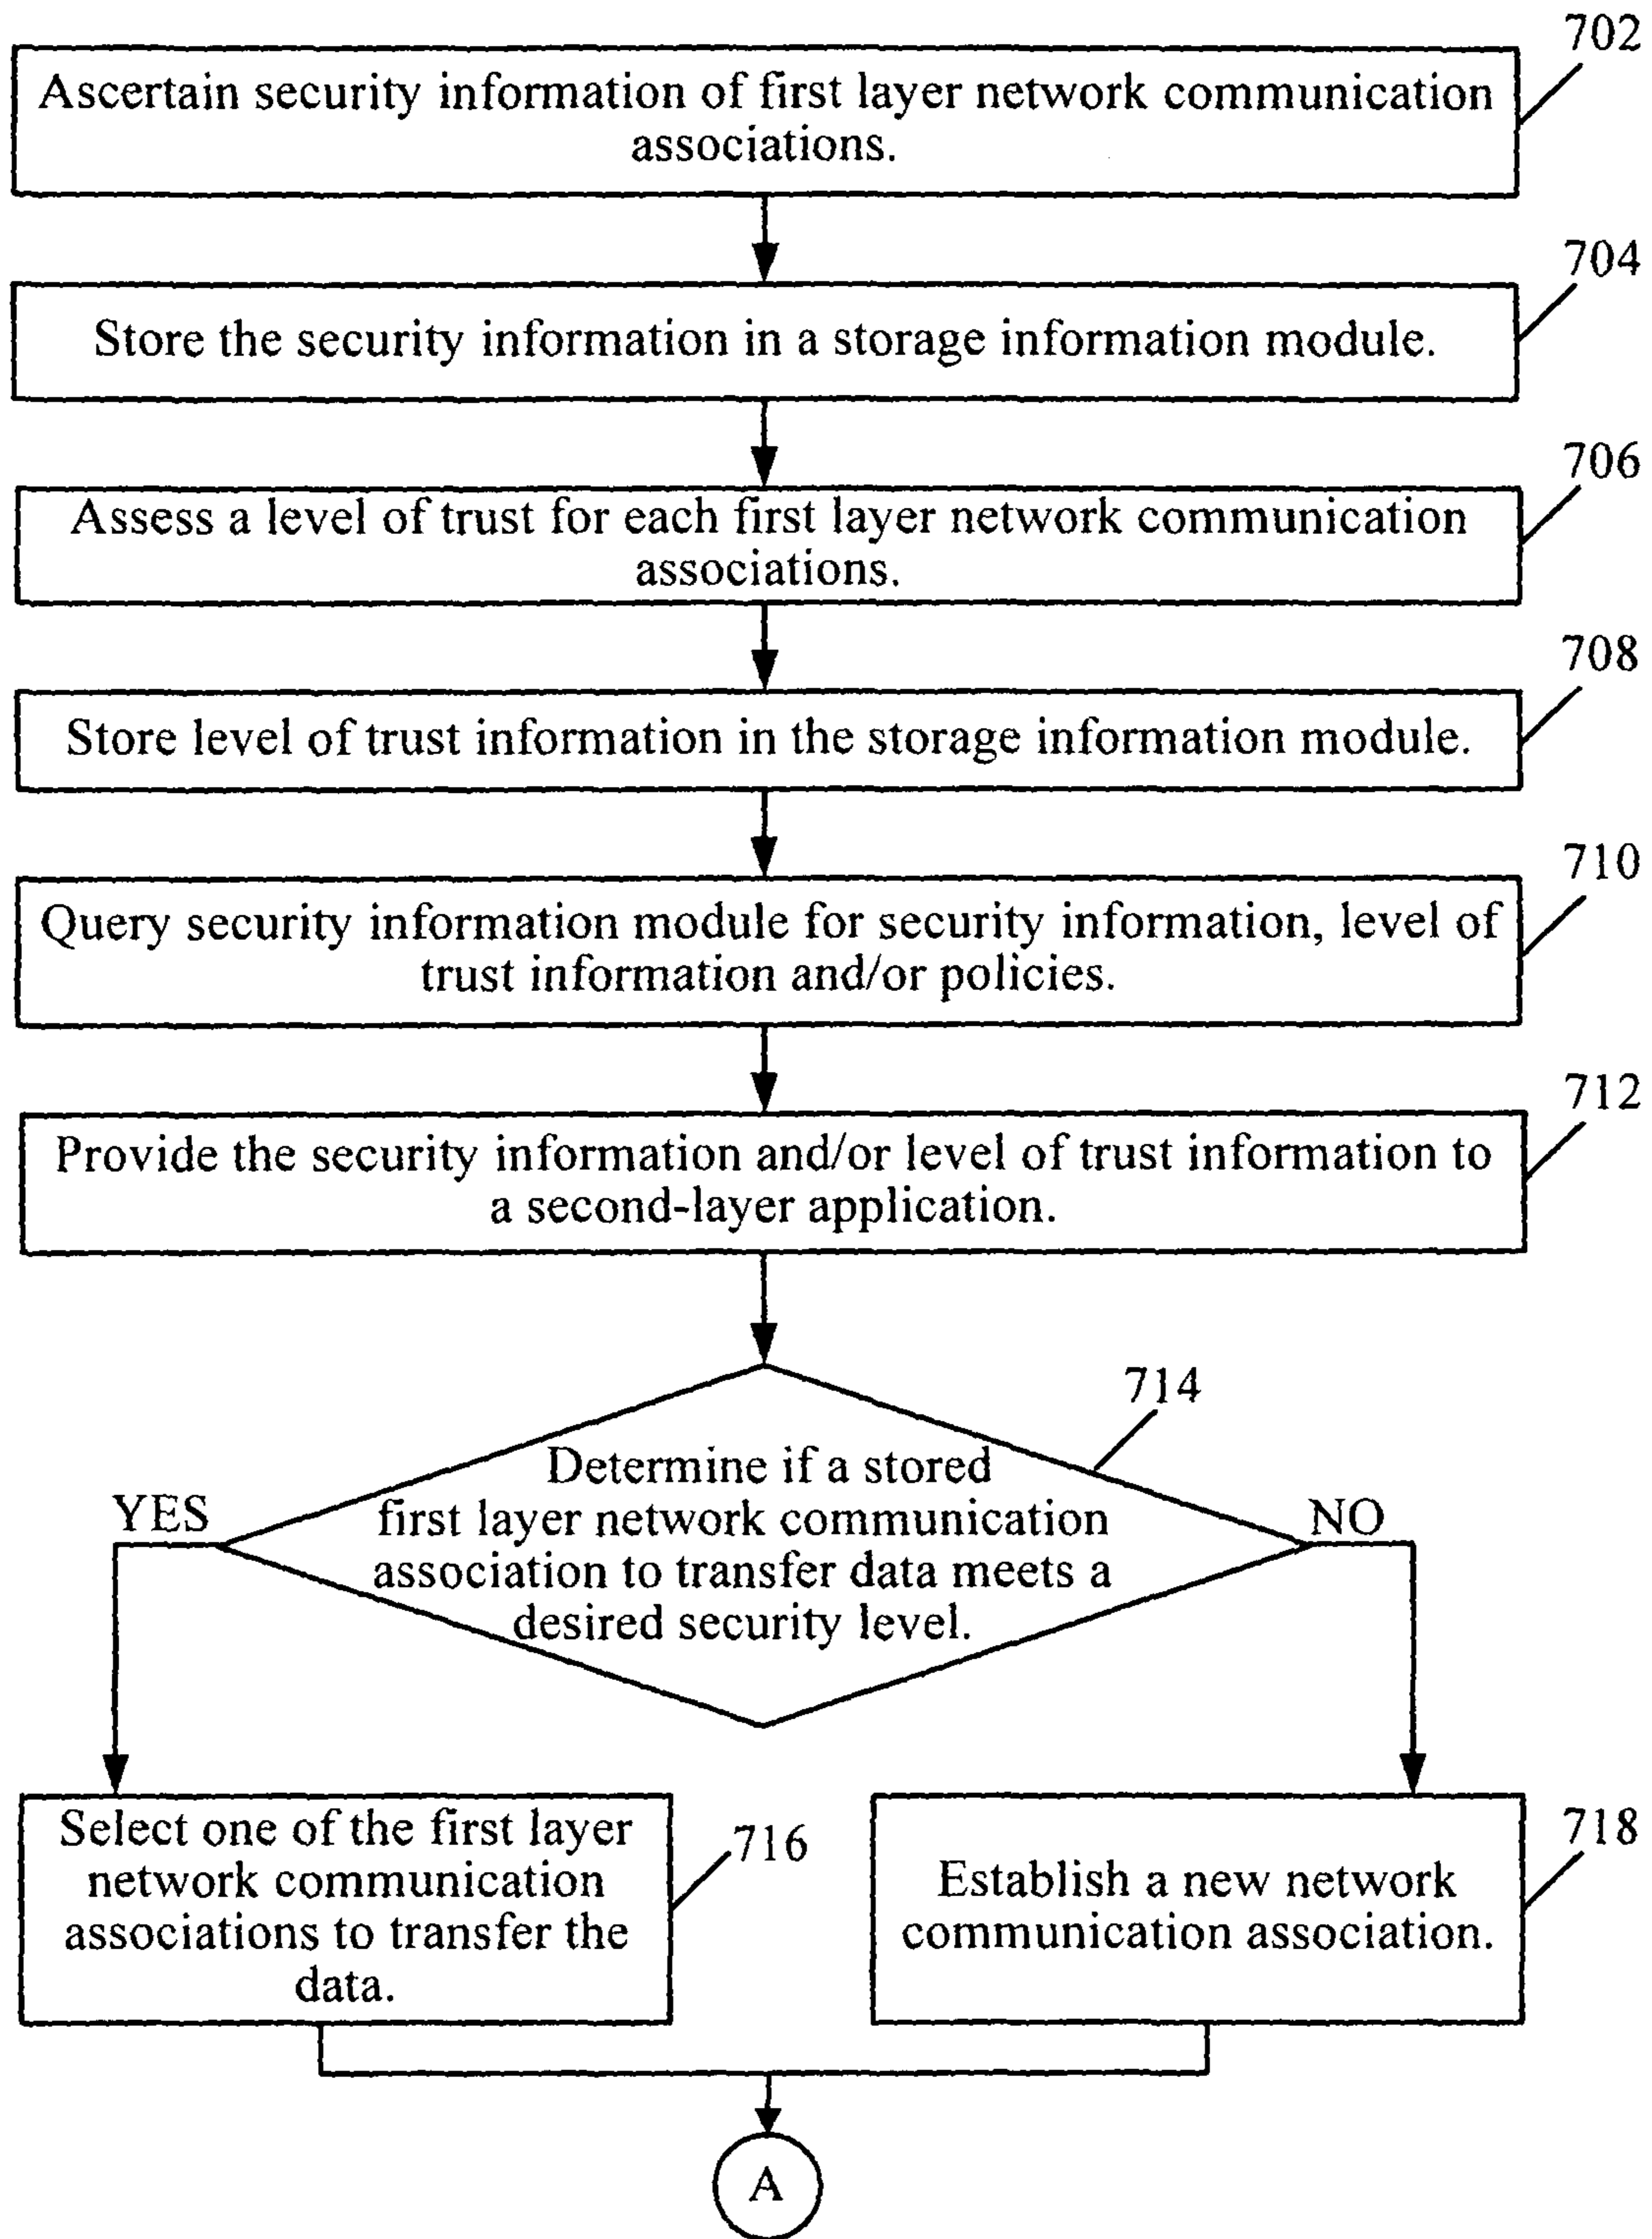 702
Ascertain security information of first layer network communication
associations.
704
Store the security information in a storage information module.
706
Assess a level of trust for each first layer network communication
associations.
708
Store level of trust information in the storage information module.
710
Query security information module for security information, level of
trust information and/or policies.
712
Provide the security information and/or level of trust information to
a second-layer application.
714
Determine if a stored
first layer network communication
association to transfer data meets a
desired security level.
YES
NO
Select one of the first layer
network communication
associations to transfer the
data.
716
718
Establish a new network
communication association.
A